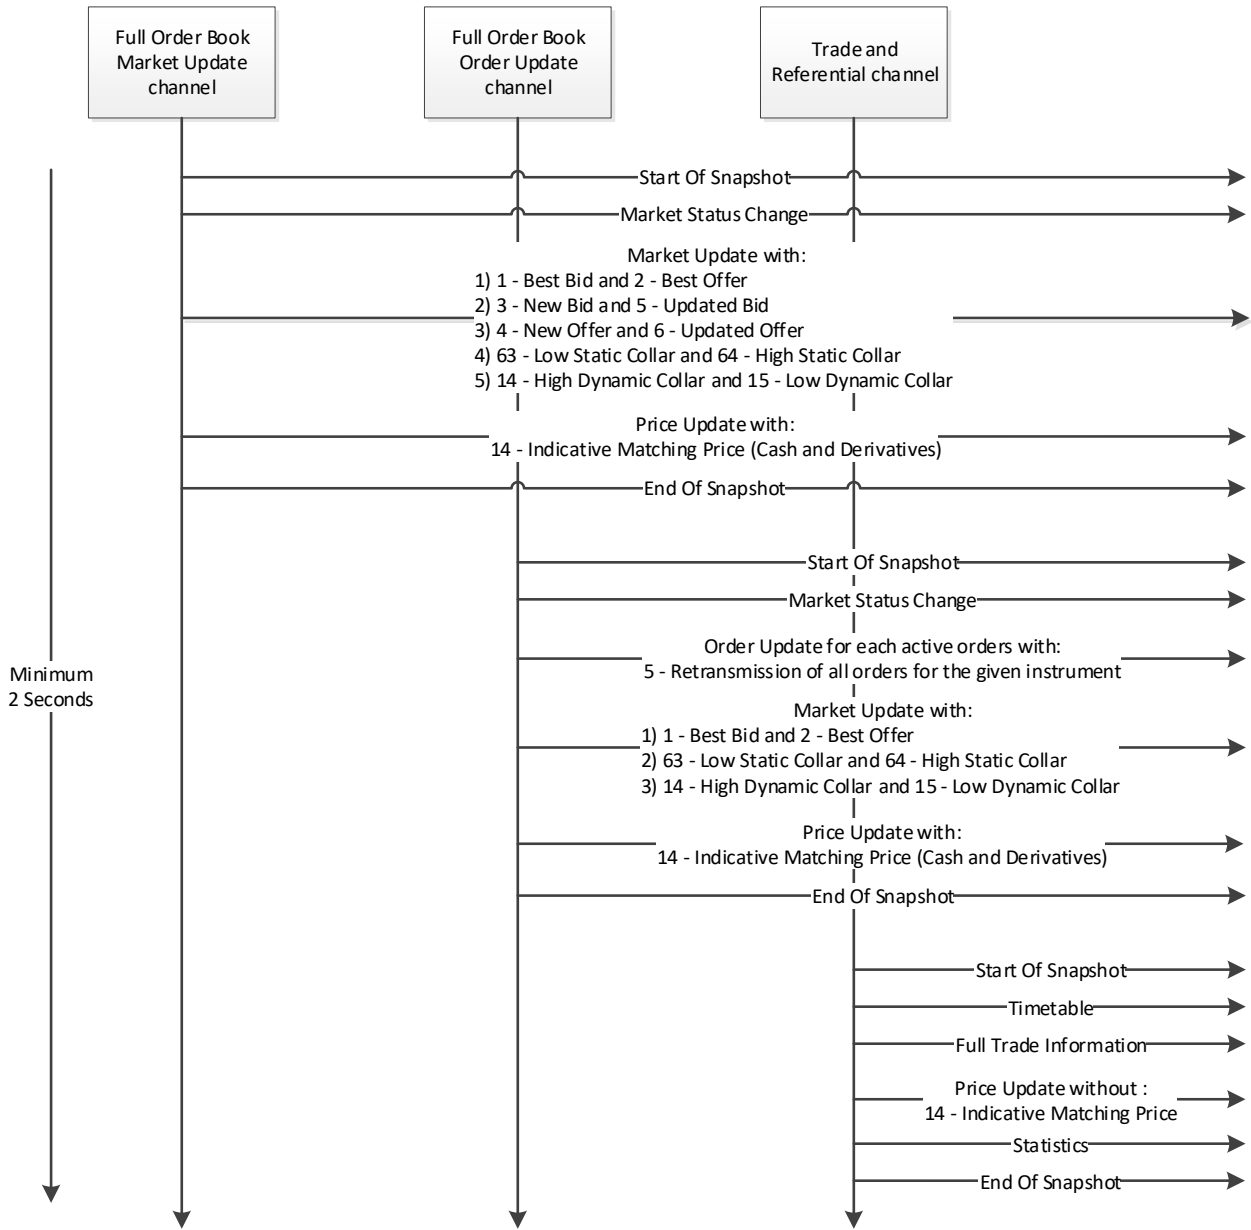 Full Order Book
Market Update
channel
Full Order Book
Order Update
channel
Trade and
Referential channel
Start Of Snapshot
Market Status Change
Market Update with:
1) 1 - Best Bid and 2 - Best Offer
2) 3 - New Bid and 5 - Updated Bid
3) 4 - New Offer and 6 - Updated Offer
4) 63 - Low Static Collar and 64 - High Static Collar
5) 14 - High Dynamic Collar and 15 - Low Dynamic Collar
Price Update with:
14 - Indicative Matching Price (Cash and Derivatives)
End Of Snapshot
Start Of Snapshot
Market Status Change
Order Update for each active orders with:
5 - Retransmission of all orders for the given instrument
Minimum
2 Seconds
Market Update with:
1) 1 - Best Bid and 2 - Best Offer
2) 63 - Low Static Collar and 64 - High Static Collar
3) 14 - High Dynamic Collar and 15 - Low Dynamic Collar
Price Update with:
14 - Indicative Matching Price (Cash and Derivatives)
End Of Snapshot
Start Of Snapshot
Timetable
Full Trade Information
Price Update without :
14 - Indicative Matching Price
Statistics
End Of Snapshot